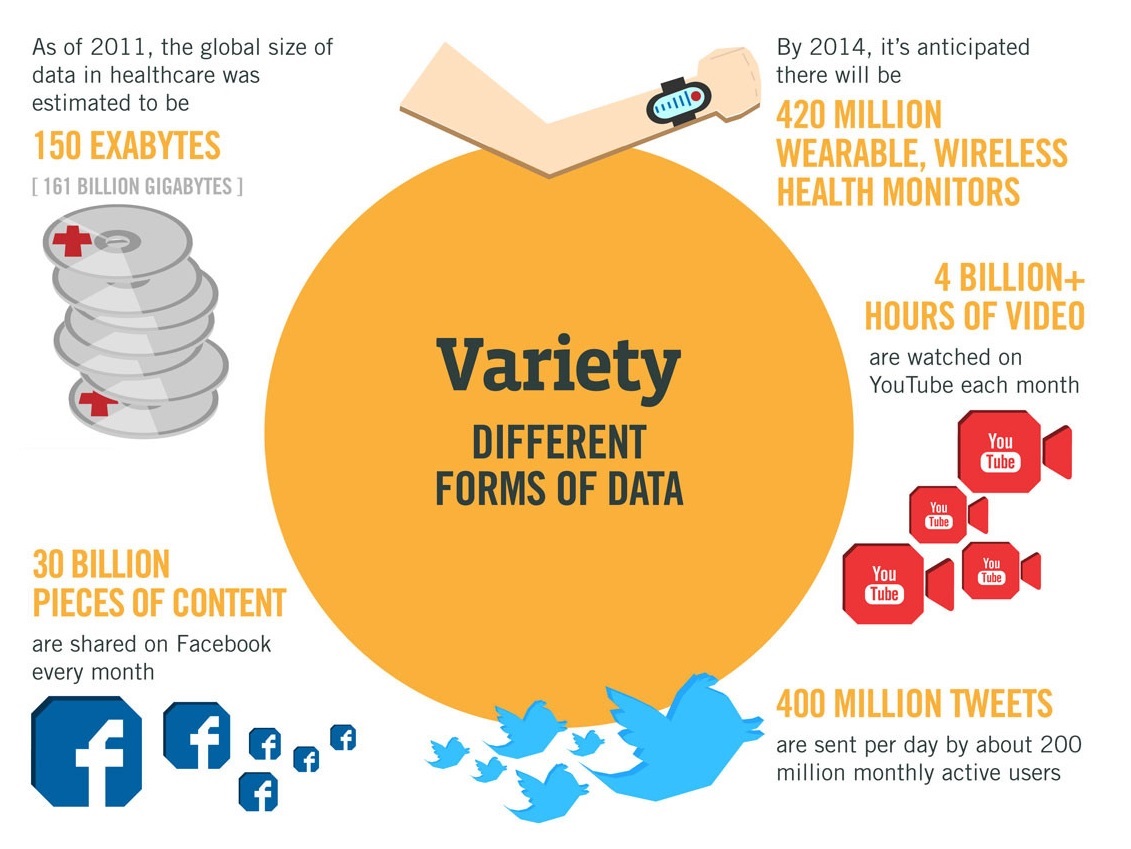 As of 2011, the global size of
data in healthcare was
estimated to be
150 EXABYTES
[ 161 BILLION GIGABYTES ]
By 2014, it’s anticipated
there will be
420 MILLION
WEARABLE, WIRELESS
HEALTH MONITORS
4 BILLION+
HOURS OF VIDEO
are watched on
YouTube each month
You
Tube
You
Tube
You
Tube
You
Tube
Variety
DIFFERENT
FORMS OF DATA
30 BILLION
PIECES OF CONTENT
are shared on Facebook
every month
f
f
f
f
f
f
400 MILLION TWEETS
are sent per day by about 200
million monthly active users